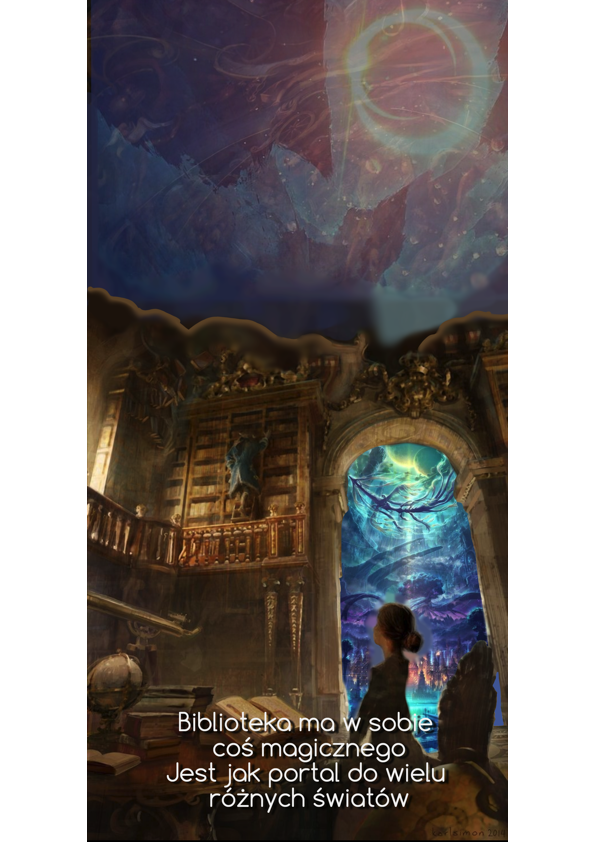 Biblioteka ma w sobie
coś magicznego
Jest jak portal do wielu
różnych światów